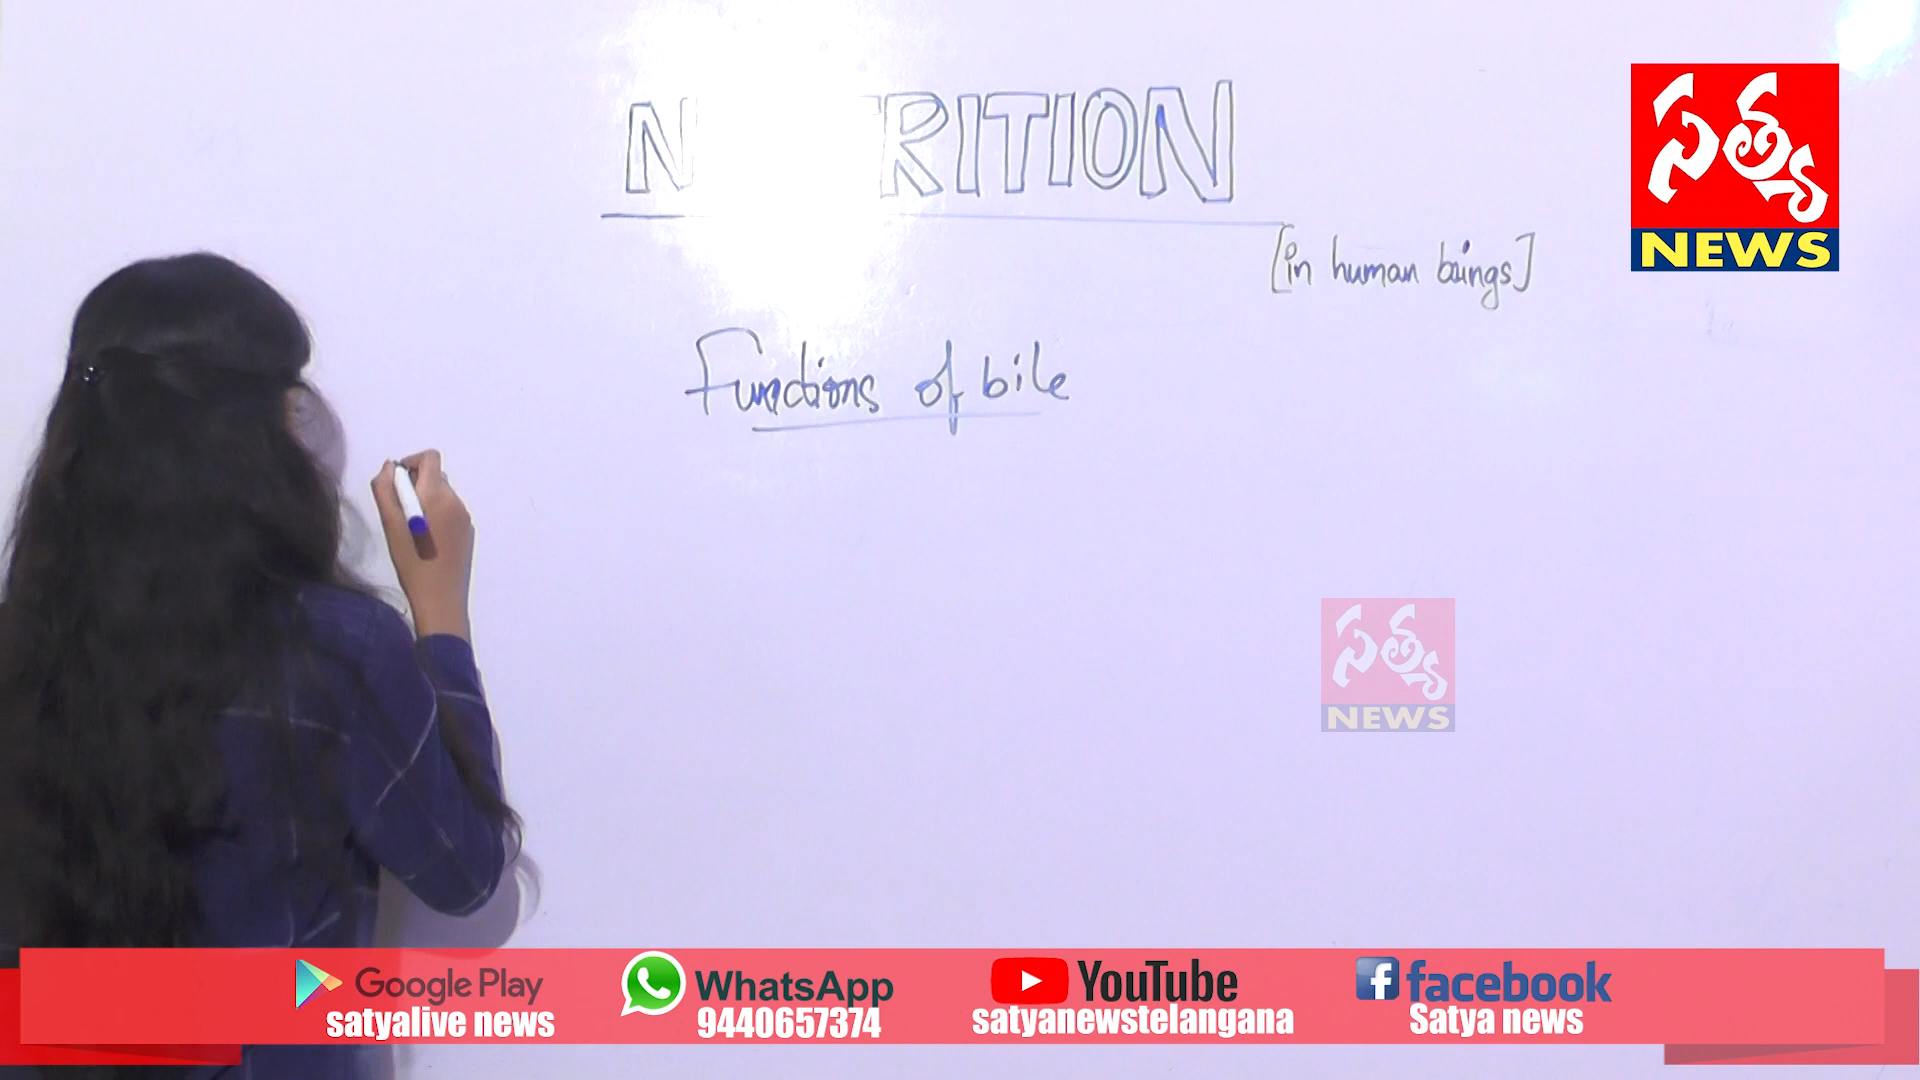 NUTRITION
[in human beings]
Functions of bile
సత్య
NEWS
సత్య
NEWS
Google Play
satyalive news
WhatsApp
9440657374
YouTube
satyanewstelangana
facebook
Satya news